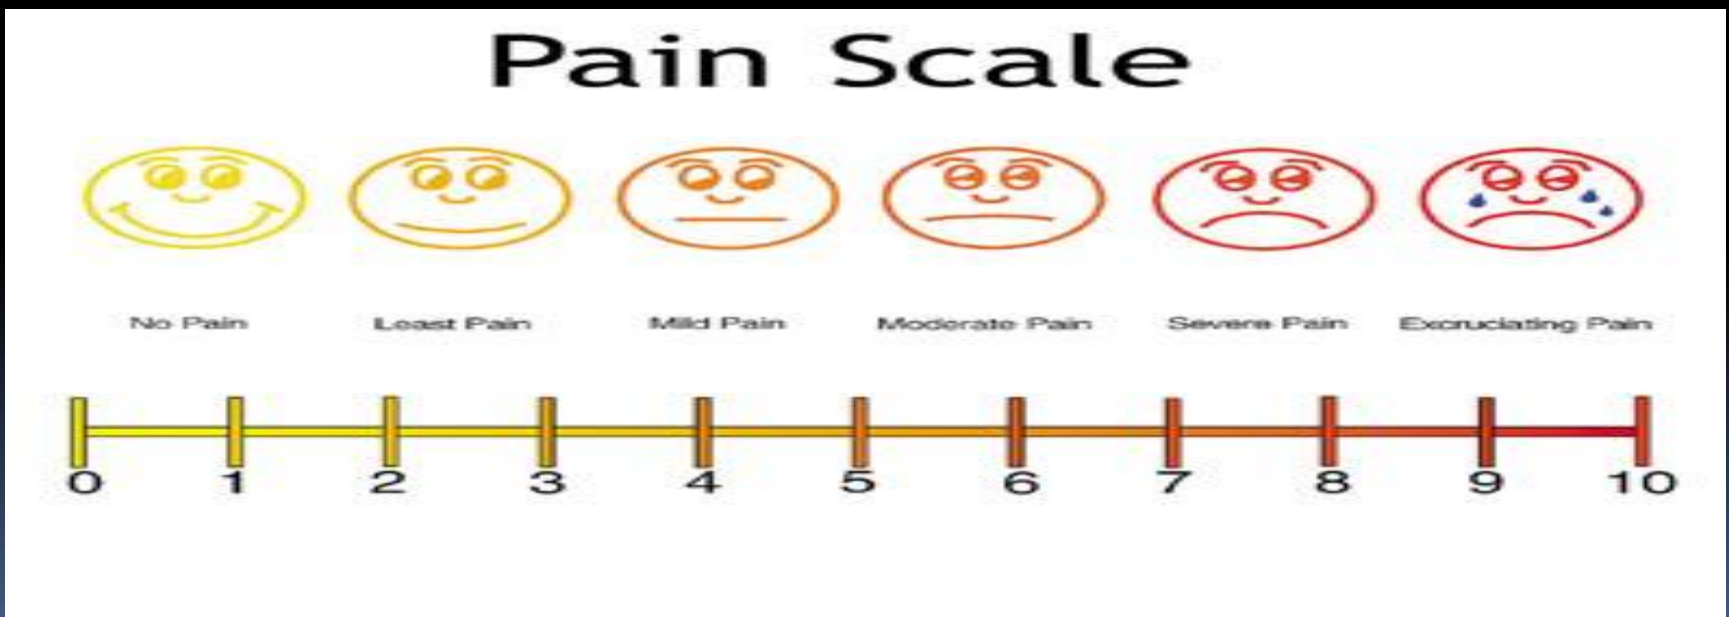 Pain Scale
No Pain Least Pain Mild Pain Moderate Pain Severe Pain Excruciating Pain
0 1 2 3 4 5 6 7 8 9 10